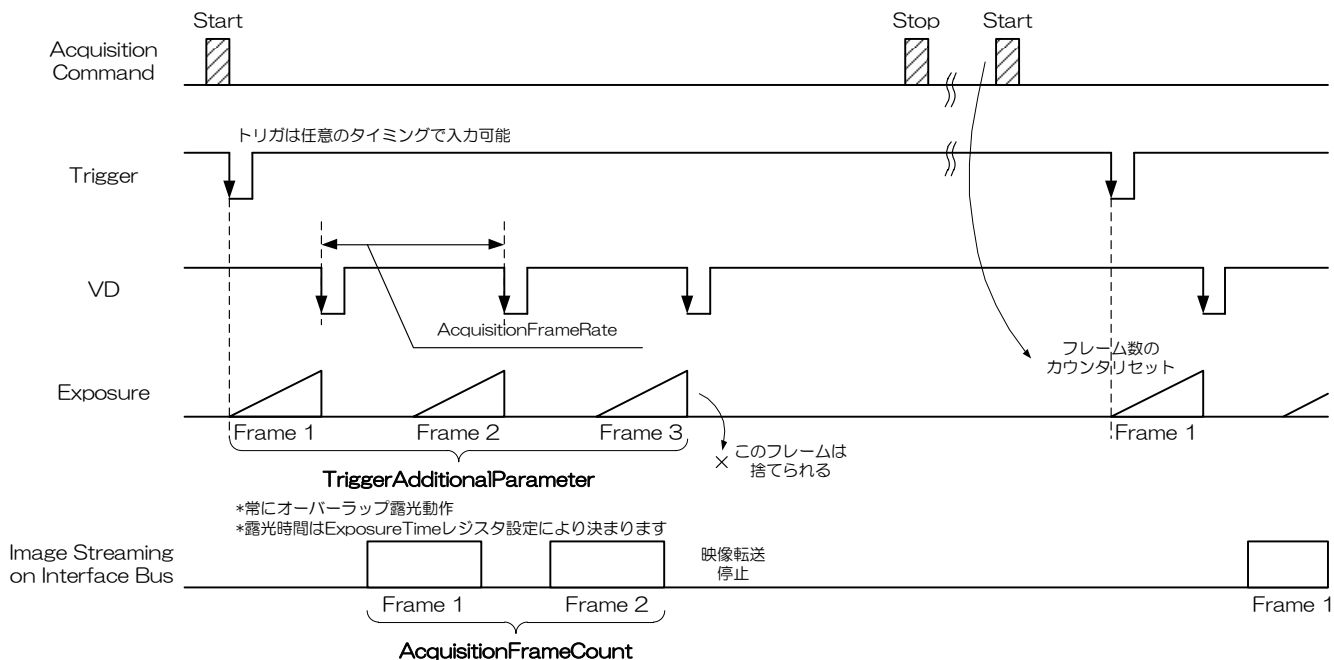 Start
Stop
Start
Acquisition
Command
トリガは任意のタイミングで入力可能
Trigger
VD
AcquisitionFrameRate
フレーム数の
カウンタリセット
Exposure
Frame 1
Frame 2
Frame 3
Frame 1
×このフレームは
捨てられる
TriggerAdditionalParameter
*常にオーバーラップ露光動作
*露光時間はExposureTimeレジスタ設定により決まります
Image Streaming
on Interface Bus
映像転送
停止
Frame 1
Frame 2
Frame 1
AcquisitionFrameCount